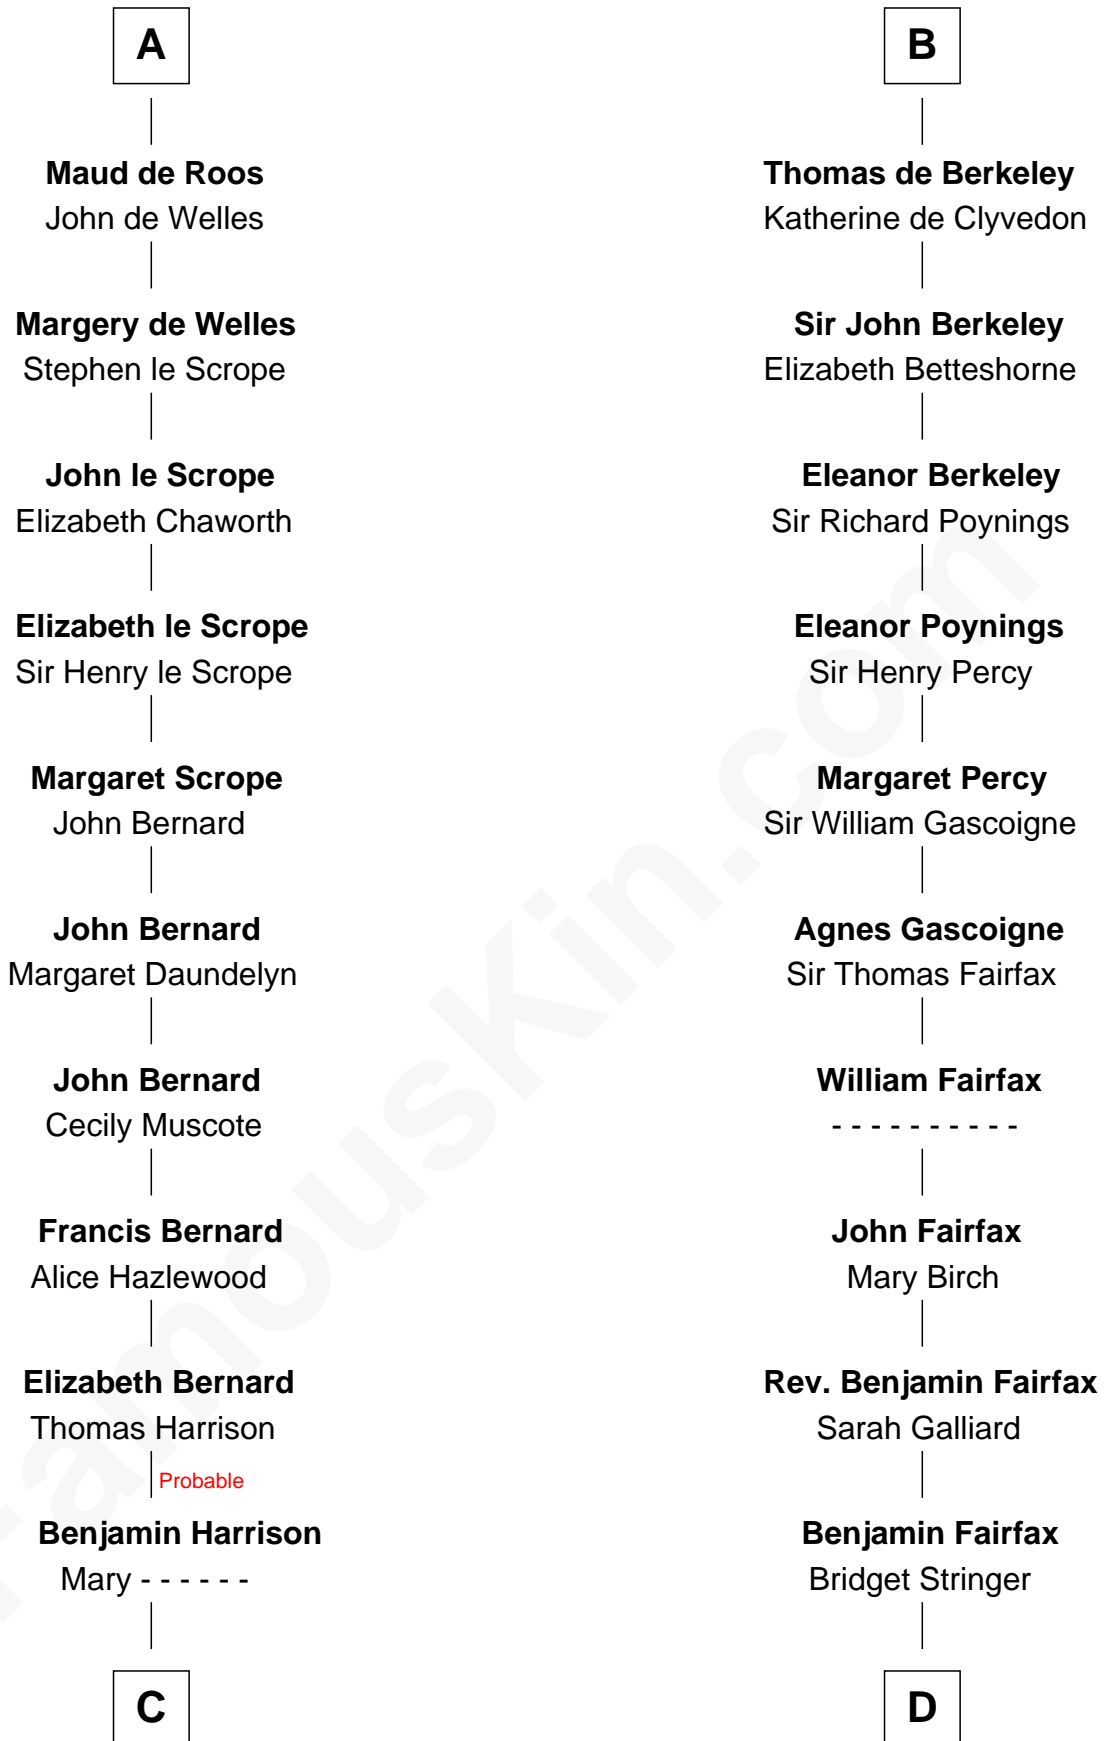 A
Maud de Roos
John de Welles
Margery de Welles
Stephen le Scrope
John le Scrope
Elizabeth Chaworth
Elizabeth le Scrope
Sir Henry le Scrope
Margaret Scrope
John Bernard
John Bernard
Margaret Daundelyn
John Bernard
Cecily Muscote
Francis Bernard
Alice Hazlewood
Elizabeth Bernard
Thomas Harrison
Probable
Benjamin Harrison
Mary - - - - - -
C
B
Thomas de Berkeley
Katherine de Clyvedon
Sir John Berkeley
Elizabeth Betteshorne
Eleanor Berkeley
Sir Richard Poynings
Eleanor Poynings
Sir Henry Percy
Margaret Percy
Sir William Gascoigne
Agnes Gascoigne
Sir Thomas Fairfax
William Fairfax
- - - - - - - - - -
John Fairfax
Mary Birch
Rev. Benjamin Fairfax
Sarah Galliard
Benjamin Fairfax
Bridget Stringer
D
FamousKin.com